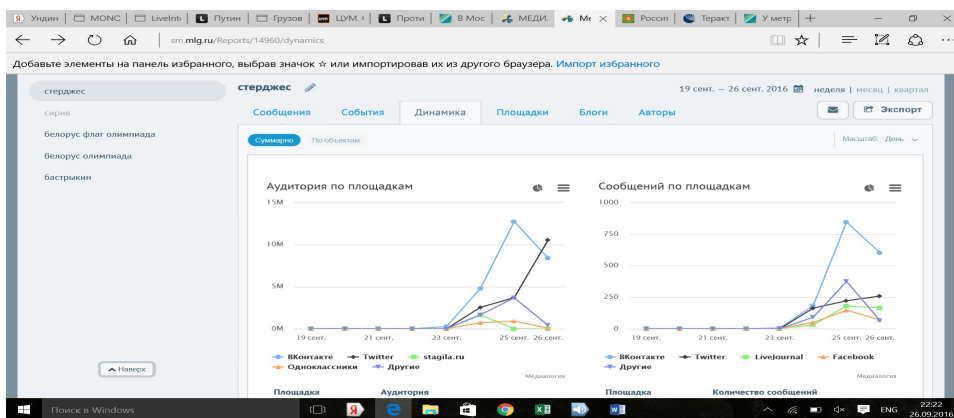 Ундин
MONC
LiveInt
Путин
Грузов
ЦУМ. (
Проти
В Мос
МЕДИ.
Ме
Россия
Теракт
У метр
sm.mlg.ru/Reports/14960/dynamics
Добавьте элементы на панель избранного, выбрав значок ☆ или импортировав их из другого браузера. Импорт избранного
стерджес
сирия
белорус флаг олимпиада
белорус олимпиада
бастрыкин
Наверх
стерджес
19 сент. – 26 сент. 2016
неделя | месяц | квартал
Сообщения События Динамика Площадки Блоги Авторы
Экспорт
Суммарно По объектам
Масштаб: День
Аудитория по площадкам
15M
10M
5M
0M
19 сент. 21 сент. 23 сент. 25 сент. 26 сент.
ВКонтакте Twitter stagila.ru
Одноклассники Другие
Медиалогия
Площадка Аудитория
Сообщений по площадкам
1000
750
500
250
0
19 сент. 21 сент. 23 сент. 25 сент. 26 сент.
ВКонтакте Twitter LiveJournal Facebook
Другие
Медиалогия
Площадка Количество сообщений
Поиск в Windows
ENG
22:22
26.09.2016